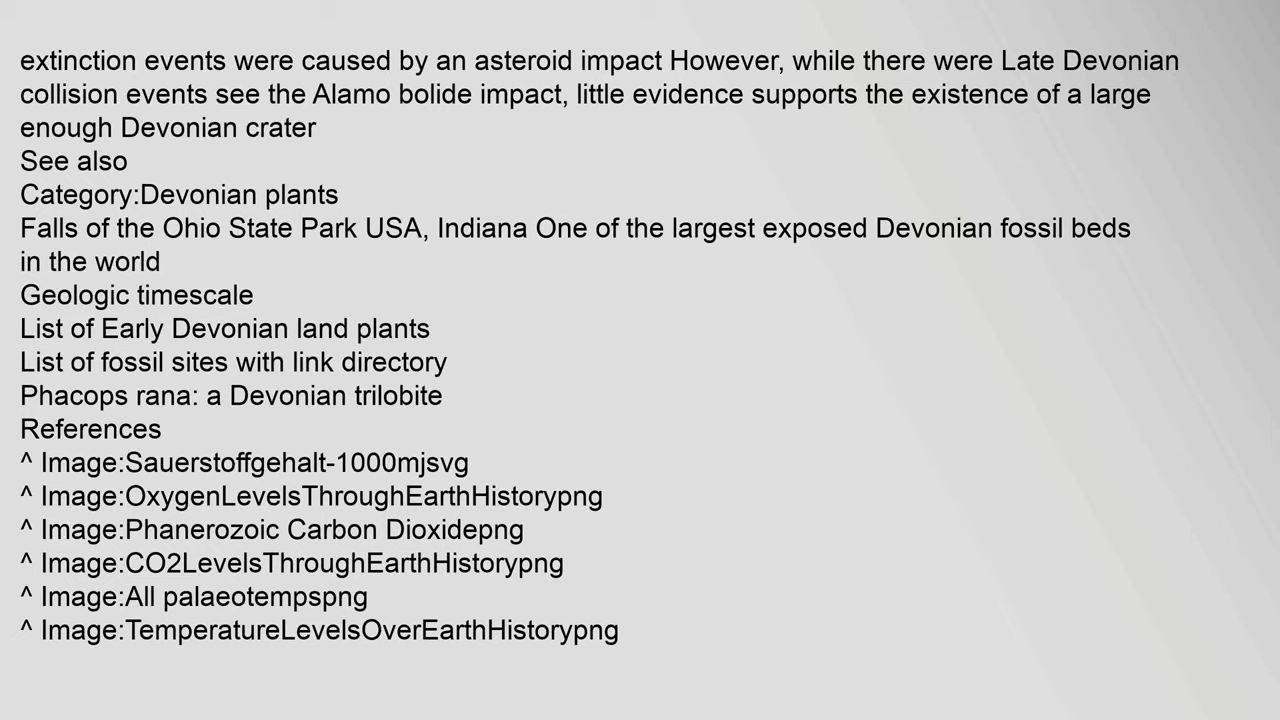 extinction events were caused by an asteroid impact However, while there were Late Devonian
collision events see the Alamo bolide impact, little evidence supports the existence of a large
enough Devonian crater
See also
Category:Devonian plants
Falls of the Ohio State Park USA, Indiana One of the largest exposed Devonian fossil beds
in the world
Geologic timescale
List of Early Devonian land plants
List of fossil sites with link directory
Phacops rana: a Devonian trilobite
References
^ Image:Sauerstoffgehalt-1000mjsvg
^ Image:OxygenLevelsThroughEarthHistorypng
^ Image:Phanerozoic Carbon Dioxidepng
^ Image:CO2LevelsThroughEarthHistorypng
^ Image:All palaeotempspng
^ Image:TemperatureLevelsOverEarthHistorypng